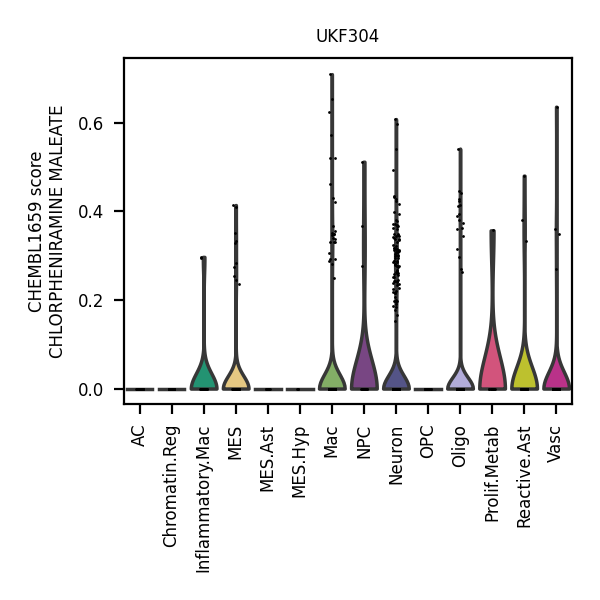 UKF304
CHEMBL1659 score
CHLORPHENIRAMINE MALEATE
0.6
0.4
0.2
0.0
AC
Chromatin.Reg
Inflammatory.Mac
MES
MES.Ast
MES.Hyp
Mac
NPC
Neuron
OPC
Oligo
Prolif.Metab
Reactive.Ast
Vasc